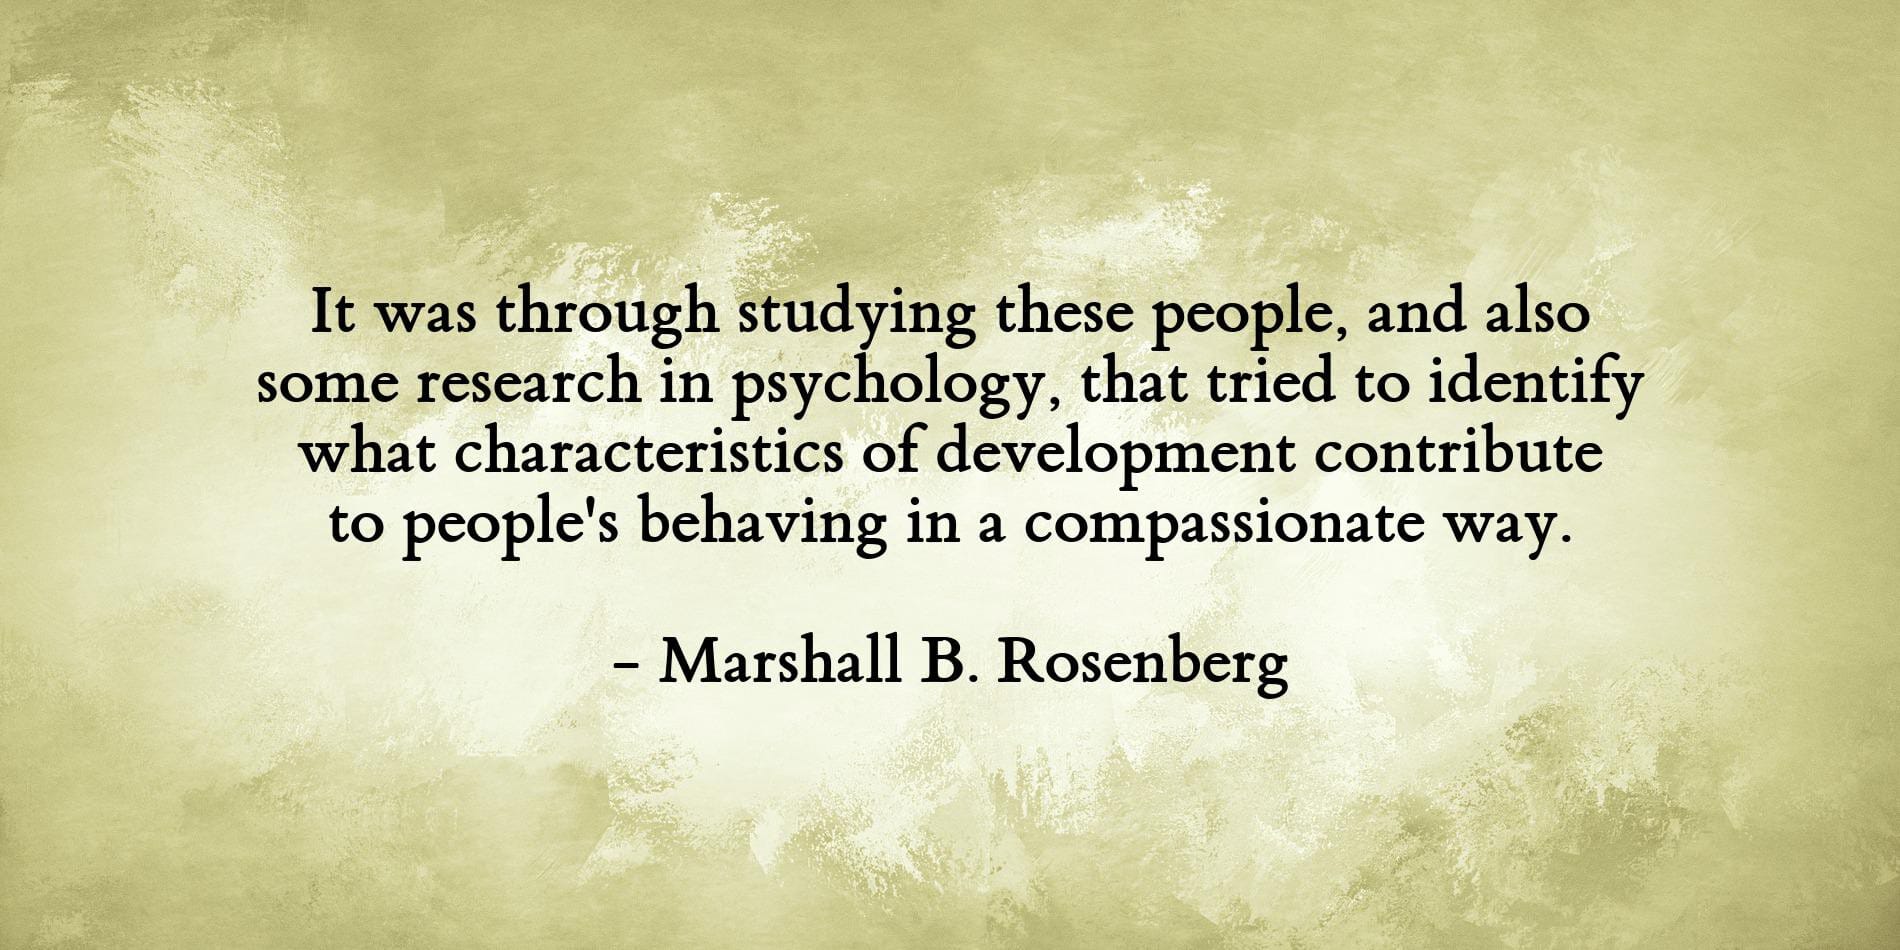 It was through studying these people, and also
some research in psychology, that tried to identify
what characteristics of development contribute
to people's behaving in a compassionate way.
- Marshall B. Rosenberg